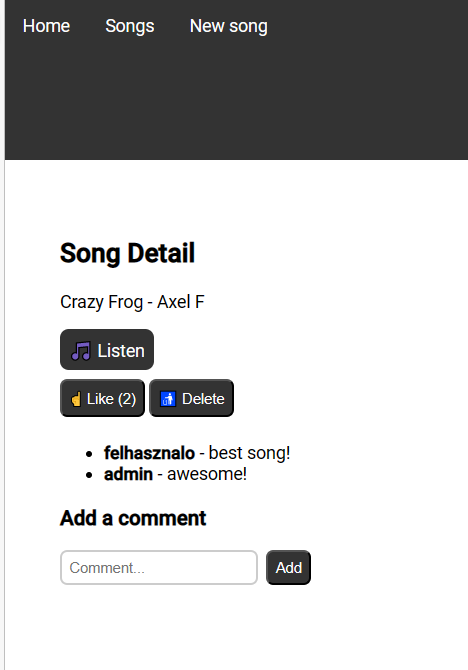 Home Songs New song
Song Detail
Crazy Frog - Axel F
🎵 Listen
☝Like (2) 🚮 Delete
• felhasznalo - best song!
• admin - awesome!
Add a comment
Comment... Add